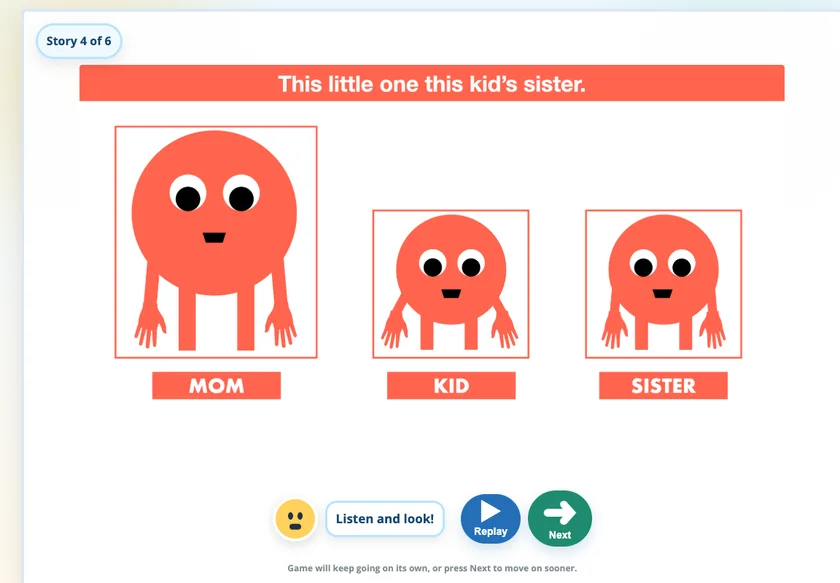 Story 4 of 6
This little one this kid’s sister.
MOM
KID
SISTER
Listen and look!
Replay
Next
Game will keep going on its own, or press Next to move on sooner.